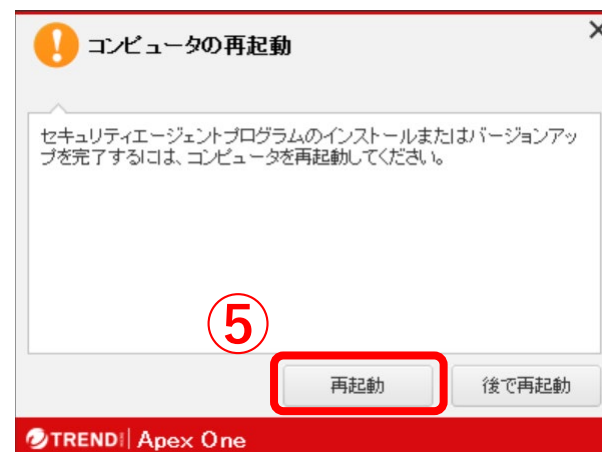 コンピュータの再起動
セキュリティエージェントプログラムのインストールまたはバージョンアッ
プを完了するには、コンピュータを再起動してください。
⑤
再起動
後で再起動
TREND | Apex One